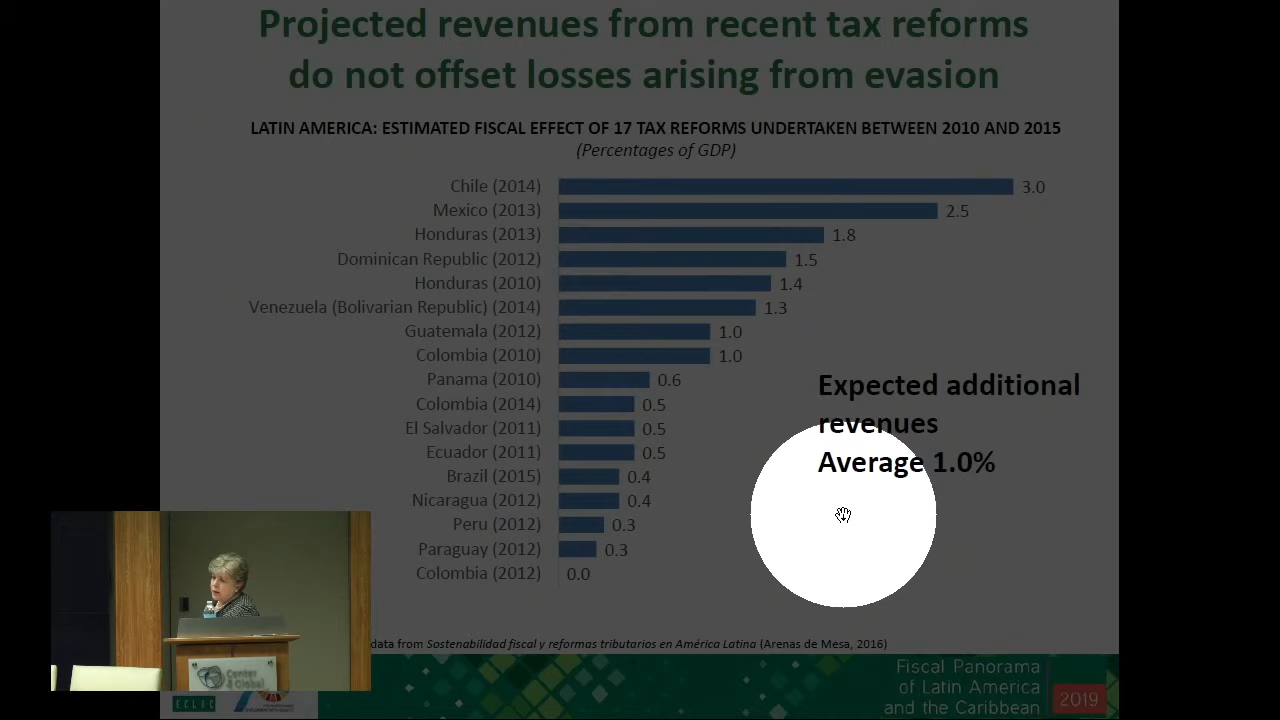 Projected revenues from recent tax reforms
do not offset losses arising from evasion
LATIN AMERICA: ESTIMATED FISCAL EFFECT OF 17 TAX REFORMS UNDERTAKEN BETWEEN 2010 AND 2015
(Percentages of GDP)
Chile (2014) 3.0
Mexico (2013) 2.5
Honduras (2013) 1.8
Dominican Republic (2012) 1.5
Honduras (2010) 1.4
Venezuela (Bolivarian Republic) (2014) 1.3
Guatemala (2012) 1.0
Colombia (2010) 1.0
Panama (2010) 0.6
Colombia (2014) 0.5
El Salvador (2011) 0.5
Ecuador (2011) 0.5
Brazil (2015) 0.4
Nicaragua (2012) 0.4
Peru (2012) 0.3
Paraguay (2012) 0.3
Colombia (2012) 0.0
Expected additional
revenues
Average 1.0%
data from Sostenabilidad fiscal y reformas tributarios en América Latina (Arenas de Mesa, 2016)
Center
Global
ECLAC
Fiscal Panorama
of Latin America
and the Caribbean
2019